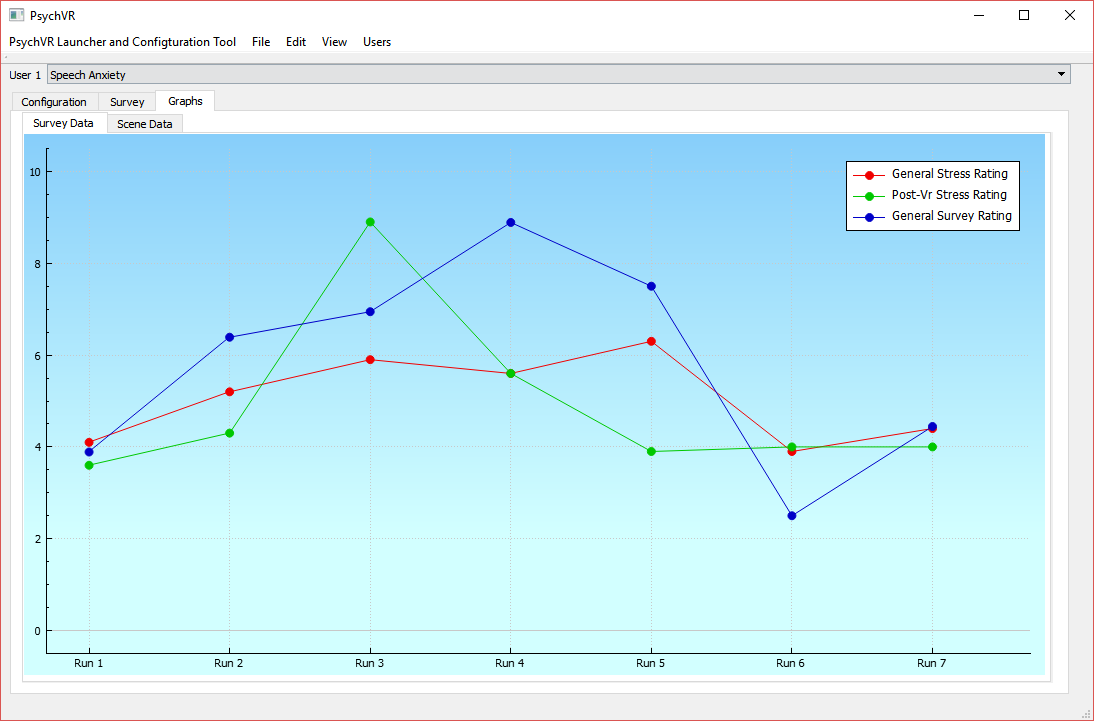 PsychVR
PsychVR Launcher and Configturation Tool File Edit View Users
User 1 Speech Anxiety
Configuration Survey Graphs
Survey Data Scene Data
General Stress Rating
Post-Vr Stress Rating
General Survey Rating
10
8
6
4
2
0
Run 1 Run 2 Run 3 Run 4 Run 5 Run 6 Run 7